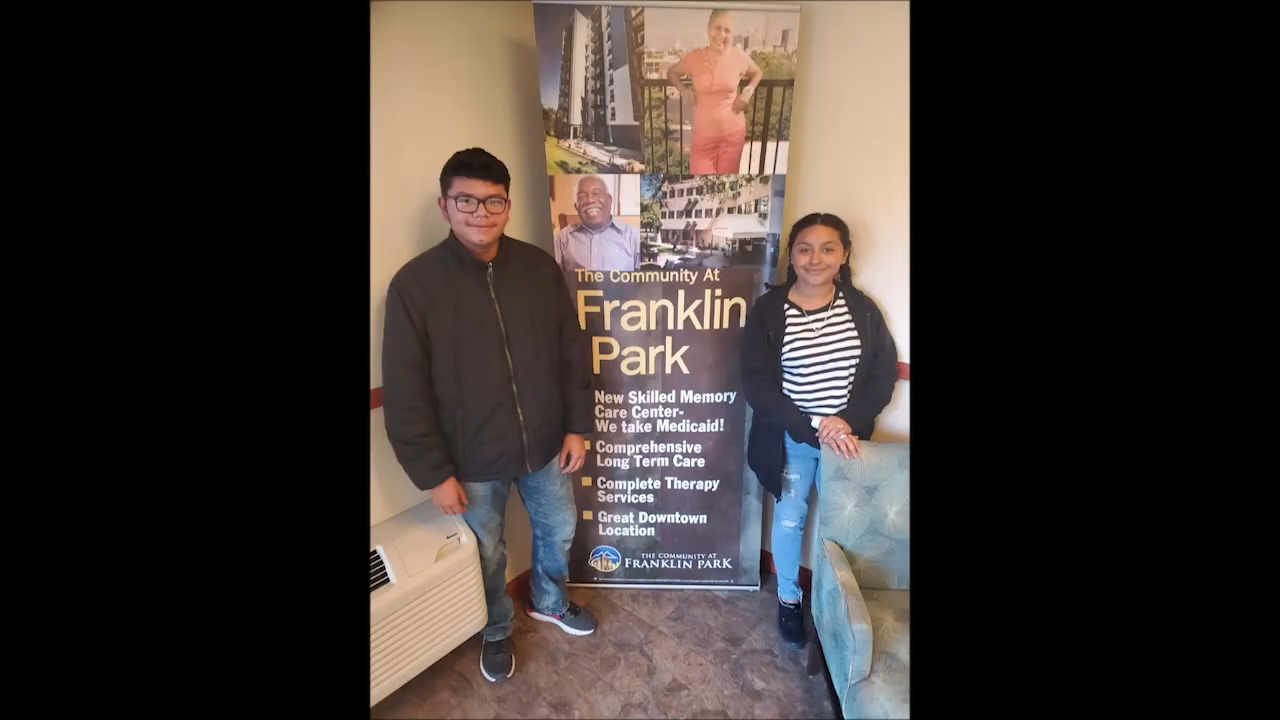 The Community At
Franklin
Park
New Skilled Memory
Care Center-
We take Medicaid!
Comprehensive
Long Term Care
Complete Therapy
Services
Great Downtown
Location
THE COMMUNITY AT
FRANKLIN PARK